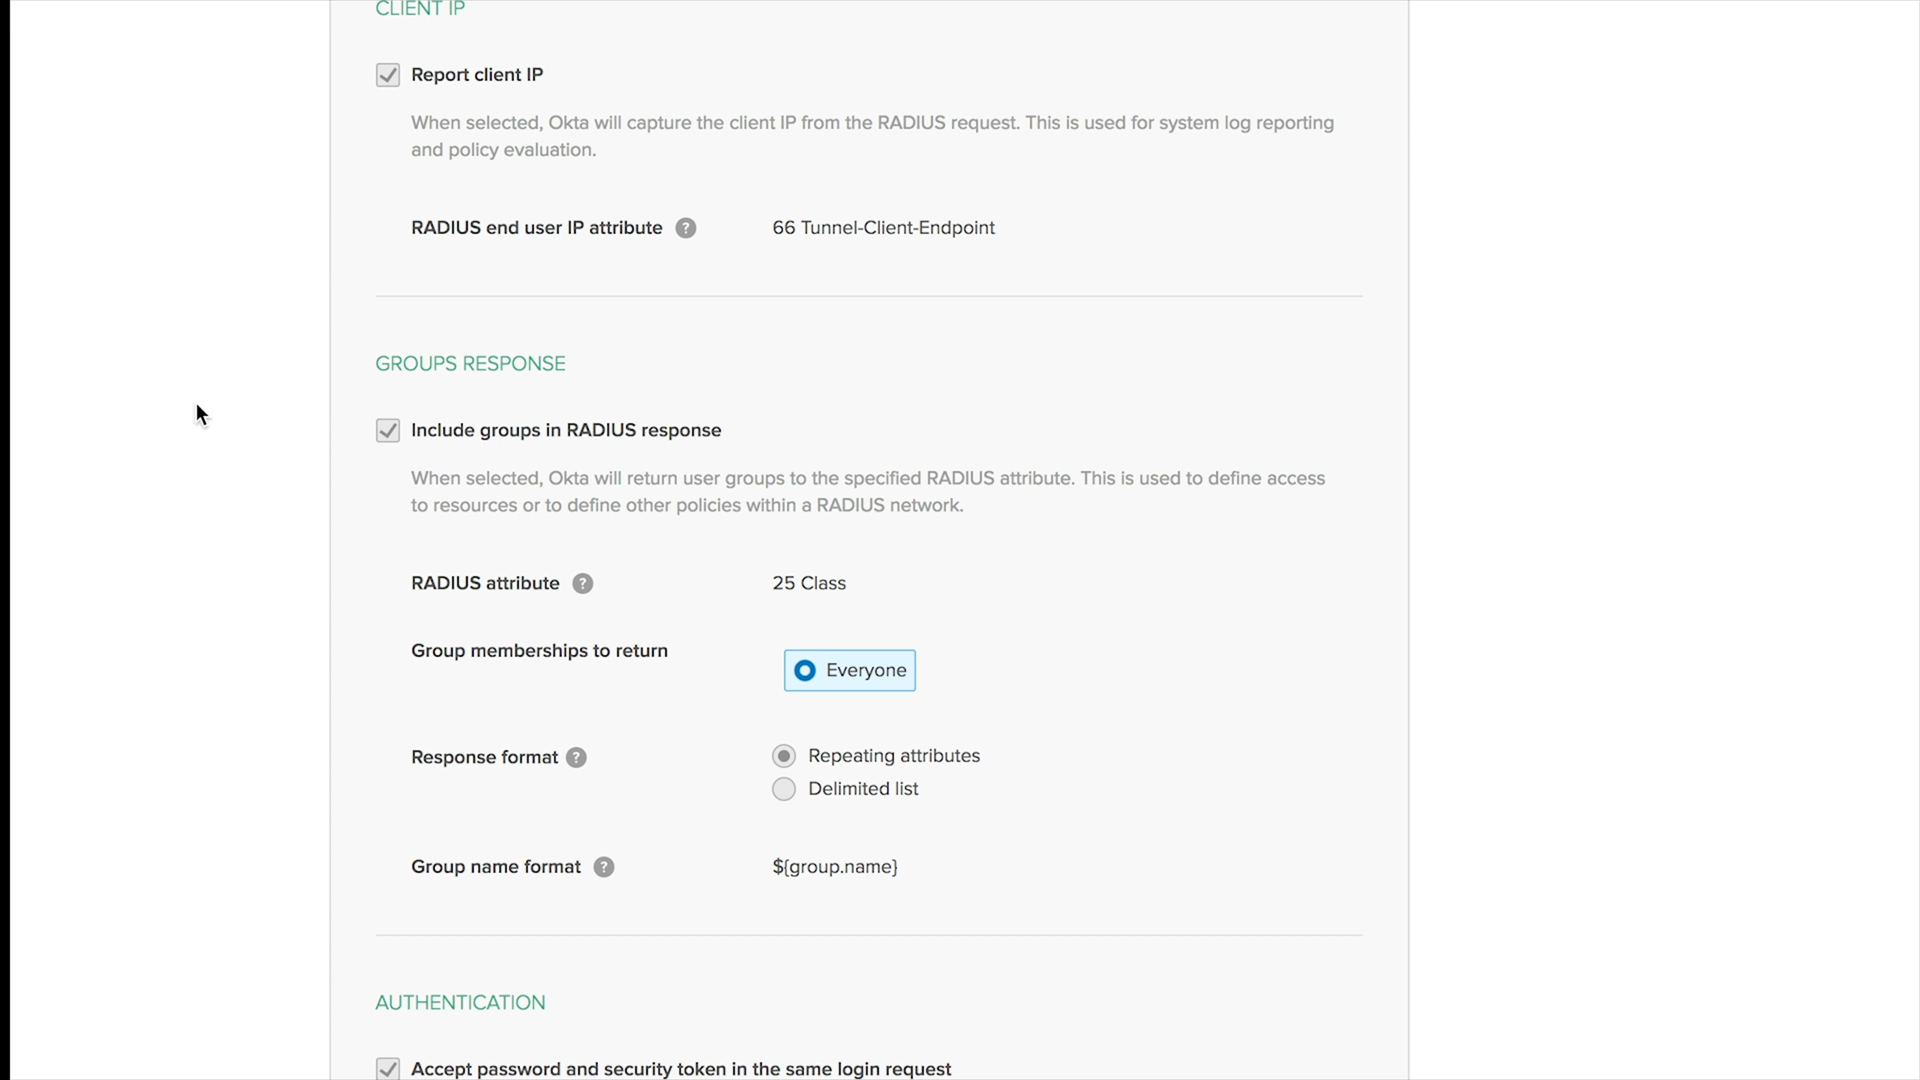 CLIENT IP
Report client IP
When selected, Okta will capture the client IP from the RADIUS request. This is used for system log reporting
and policy evaluation.
RADIUS end user IP attribute ? 66 Tunnel-Client-Endpoint
GROUPS RESPONSE
Include groups in RADIUS response
When selected, Okta will return user groups to the specified RADIUS attribute. This is used to define access
to resources or to define other policies within a RADIUS network.
RADIUS attribute ? 25 Class
Group memberships to return
Everyone
Response format ? Repeating attributes
Delimited list
Group name format ? ${group.name}
AUTHENTICATION
Accept password and security token in the same login request